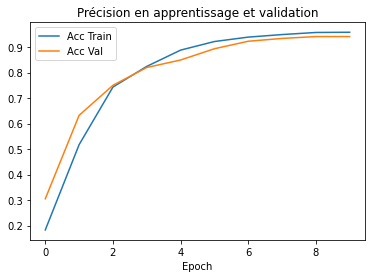 Précision en apprentissage et validation
Acc Train
Acc Val
0.9
0.8
0.7
0.6
0.5
0.4
0.3
0.2
0 2 4 6 8
Epoch